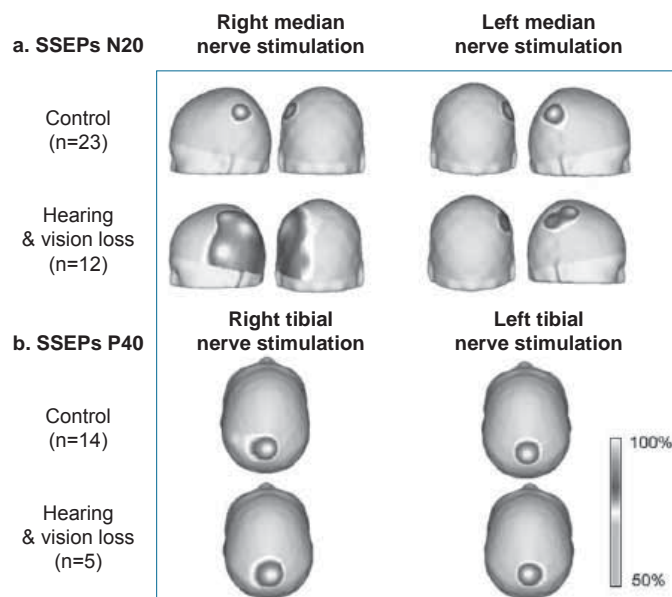 Right median
nerve stimulation
Left median
nerve stimulation
a. SSEPs N20
Control
(n=23)
Hearing
& vision loss
(n=12)
Right tibial
nerve stimulation
Left tibial
nerve stimulation
b. SSEPs P40
Control
(n=14)
Hearing
& vision loss
(n=5)
100%
50%